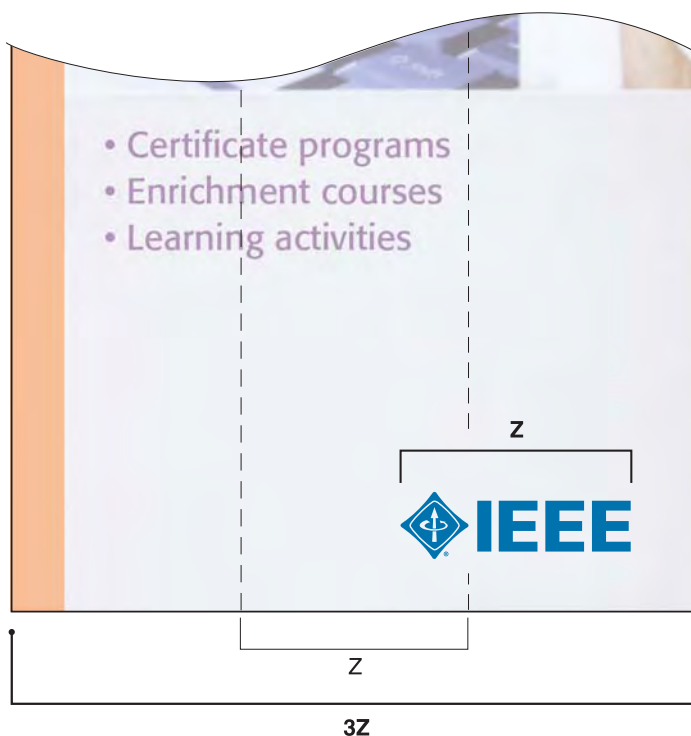 • Certificate programs
• Enrichment courses
• Learning activities
Z
IEEE
®
Z
3Z